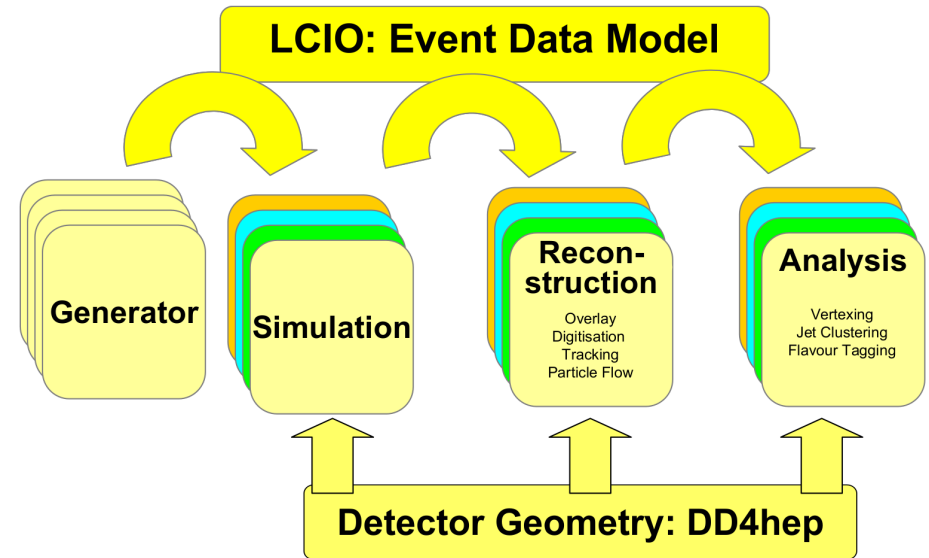 LCIO: Event Data Model
Generator
Simulation
Recon-
struction
Overlay
Digitisation
Tracking
Particle Flow
Analysis
Vertexing
Jet Clustering
Flavour Tagging
Detector Geometry: DD4hep